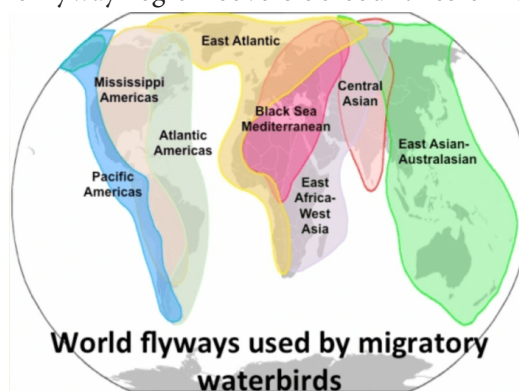 East Atlantic
Mississippi
Americas
Central
Asian
Black Sea
Mediterranean
Atlantic
Americas
East Asian-
Australasian
Pacific
Americas
East
Africa-
West
Asia
World flyways used by migratory
waterbirds